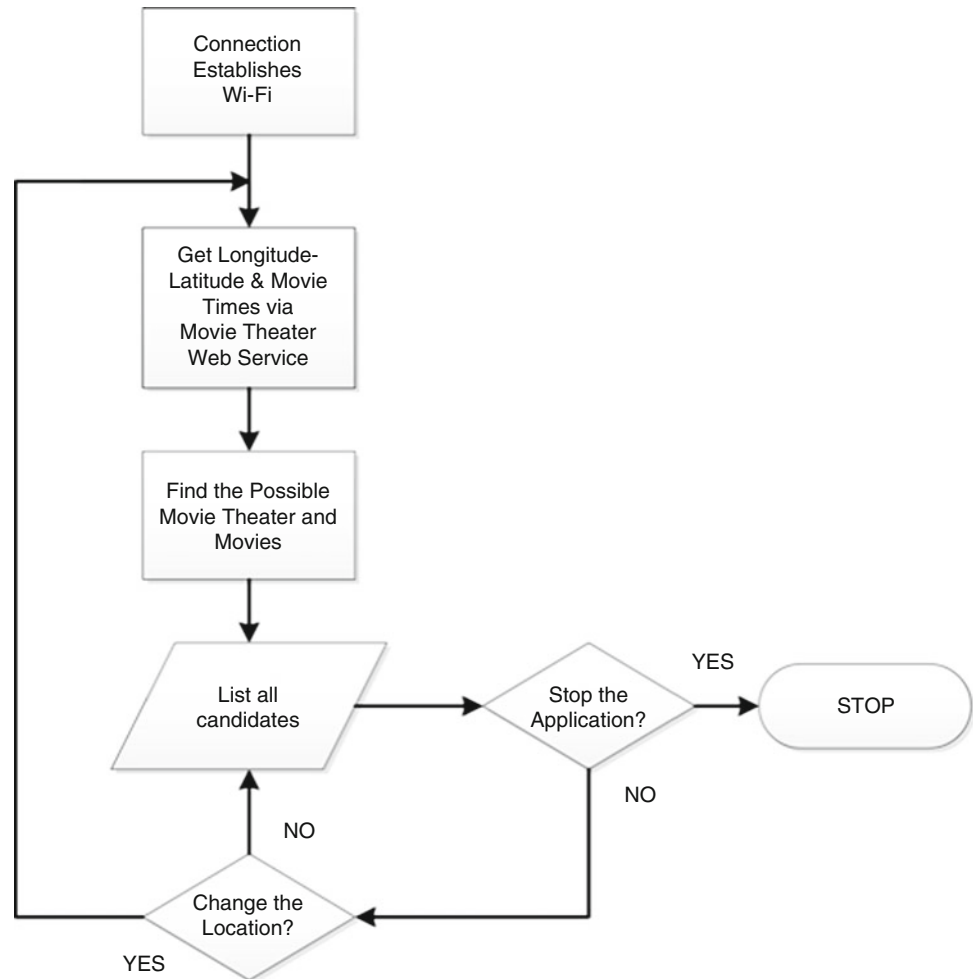 Connection
Establishes
Wi-Fi
Get Longitude-
Latitude & Movie
Times via
Movie Theater
Web Service
Find the Possible
Movie Theater and
Movies
List all
candidates
Stop the
Application?
YES
STOP
NO
NO
Change the
Location?
YES